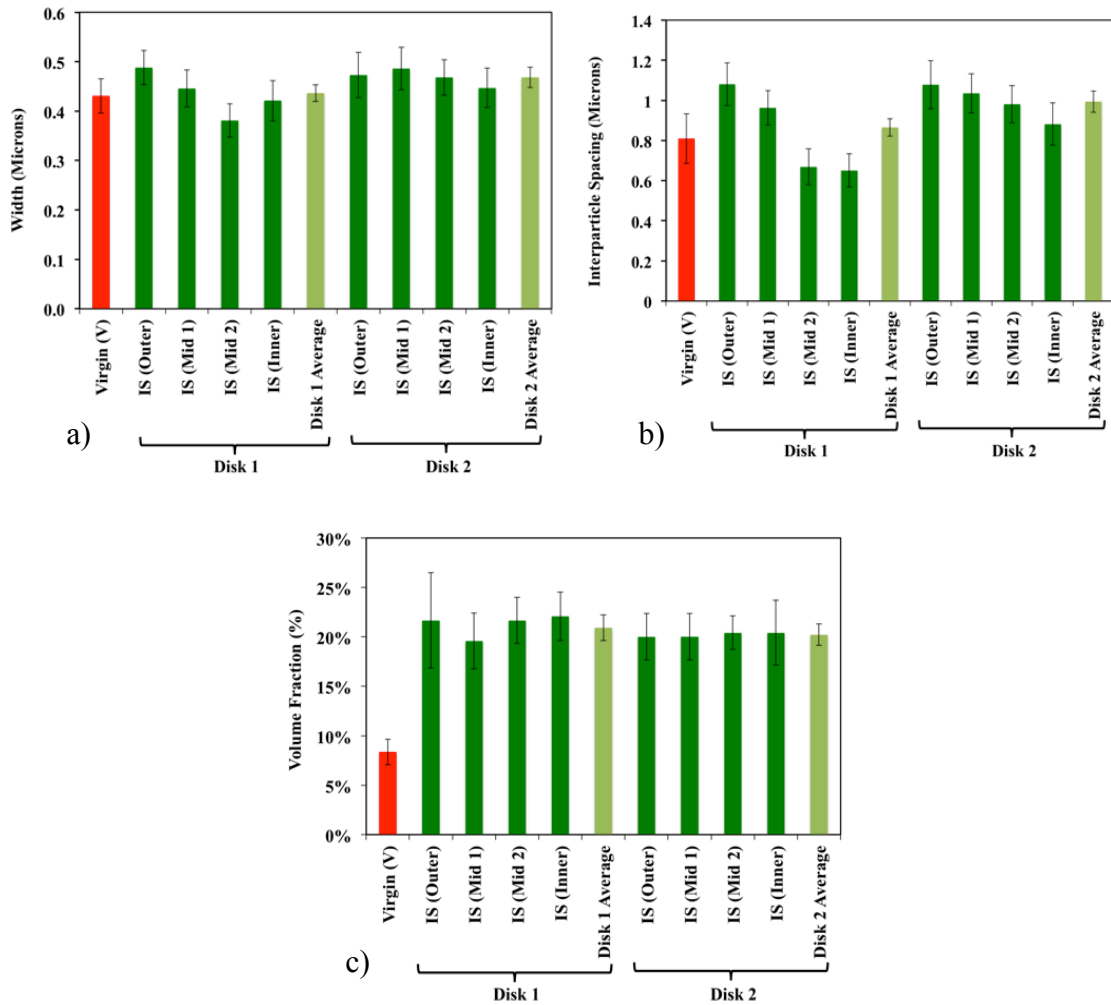 Width (Microns)
0.6
0.5
0.4
0.3
0.2
0.1
0.0
Virgin (V)
IS (Outer)
IS (Mid 1)
IS (Mid 2)
IS (Inner)
Disk 1 Average
IS (Outer)
IS (Mid 1)
IS (Mid 2)
IS (Inner)
Disk 2 Average
a)
Disk 1
Disk 2
Interparticle Spacing (Microns)
1.4
1.2
1
0.8
0.6
0.4
0.2
0
Virgin (V)
IS (Outer)
IS (Mid 1)
IS (Mid 2)
IS (Inner)
Disk 1 Average
IS (Outer)
IS (Mid 1)
IS (Mid 2)
IS (Inner)
Disk 2 Average
b)
Disk 1
Disk 2
Volume Fraction (%)
30%
25%
20%
15%
10%
5%
0%
Virgin (V)
IS (Outer)
IS (Mid 1)
IS (Mid 2)
IS (Inner)
Disk 1 Average
IS (Outer)
IS (Mid 1)
IS (Mid 2)
IS (Inner)
Disk 2 Average
c)
Disk 1
Disk 2